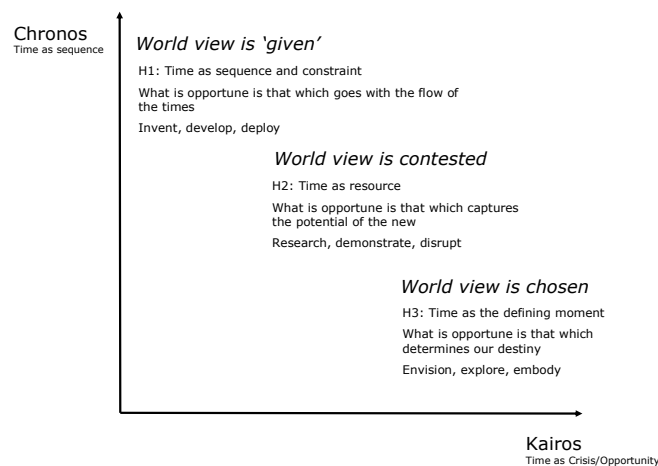 Chronos
Time as sequence
World view is ‘given’
H1: Time as sequence and constraint
What is opportune is that which goes with the flow of
the times
Invent, develop, deploy
World view is contested
H2: Time as resource
What is opportune is that which captures
the potential of the new
Research, demonstrate, disrupt
World view is chosen
H3: Time as the defining moment
What is opportune is that which
determines our destiny
Envision, explore, embody
Kairos
Time as Crisis/Opportunity